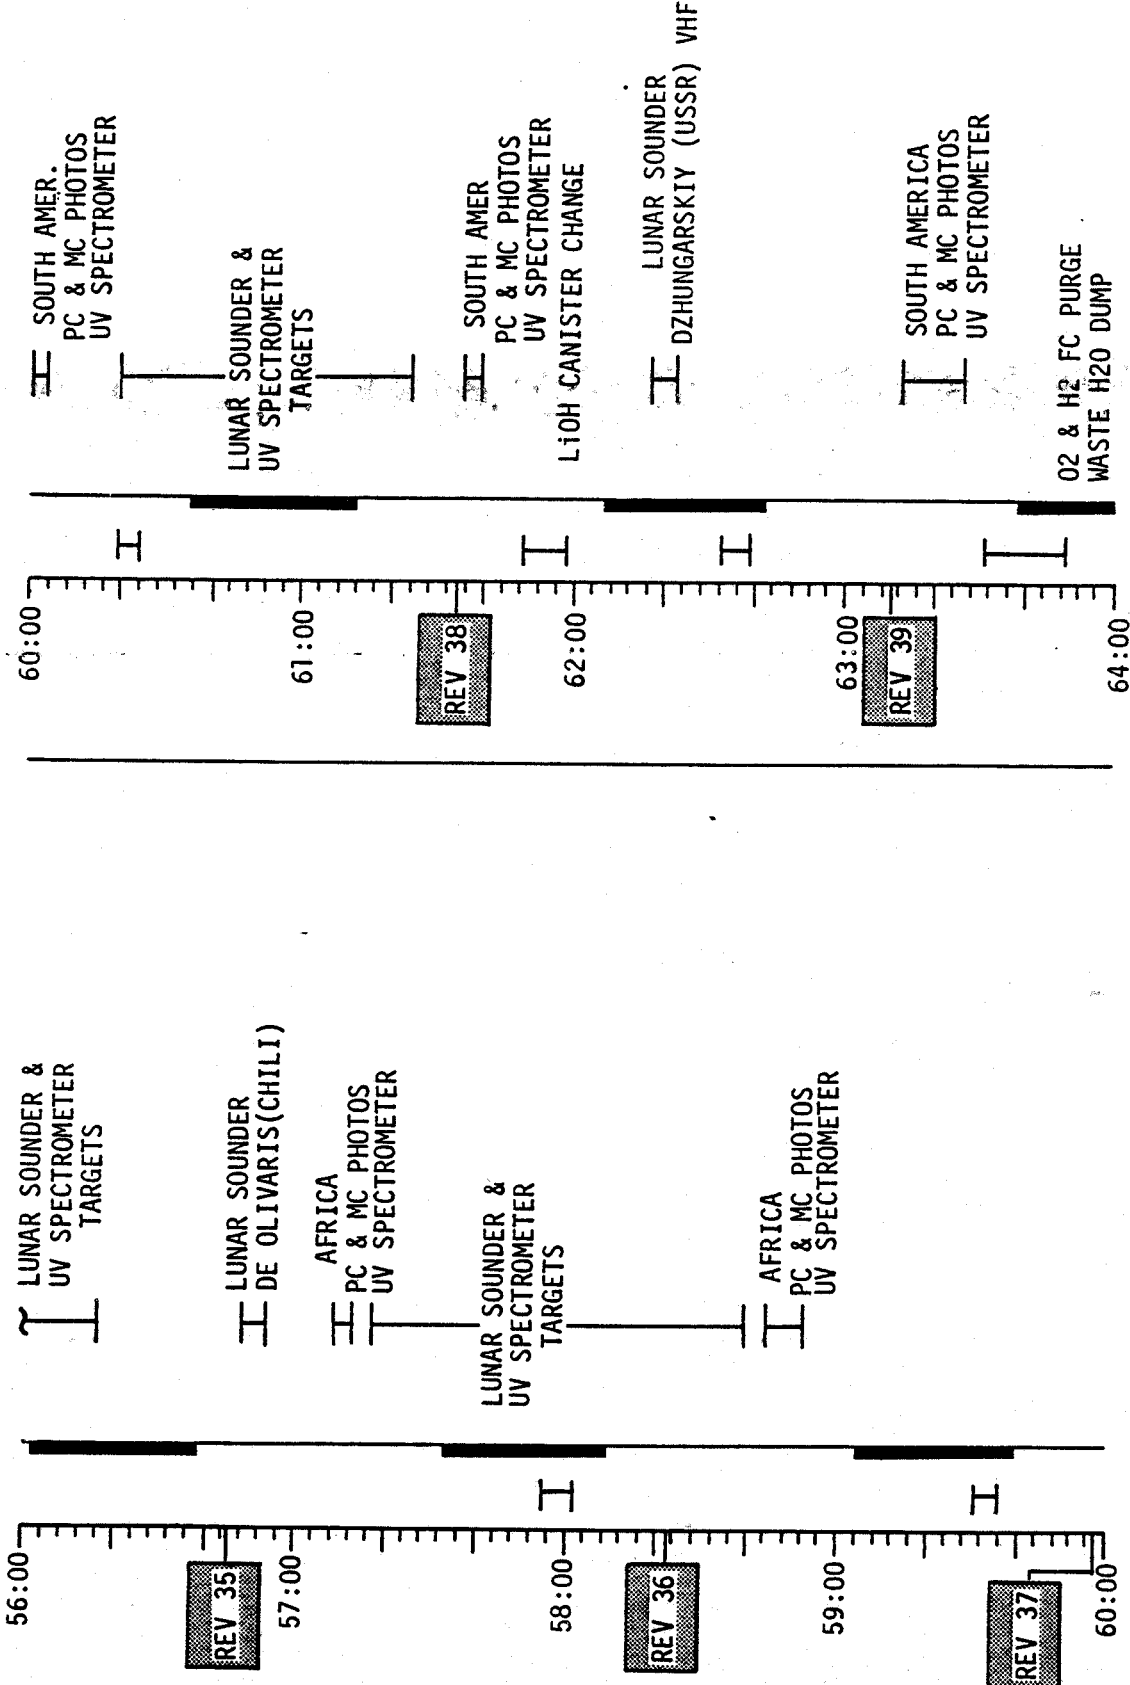 60:00
61:00
REV 38
62:00
63:00
REV 39
64:00
SOUTH AMER.
PC & MC PHOTOS
UV SPECTROMETER
LUNAR SOUNDER &
UV SPECTROMETER
TARGETS
SOUTH AMER
PC & MC PHOTOS
UV SPECTROMETER
LiOH CANISTER CHANGE
LUNAR SOUNDER
DZHUNGARSKIY (USSR) VHF
SOUTH AMERICA
PC & MC PHOTOS
UV SPECTROMETER
O2 & H2 FC PURGE
WASTE H2O DUMP
56:00
REV 35
57:00
58:00
REV 36
59:00
REV 37
60:00
LUNAR SOUNDER &
UV SPECTROMETER
TARGETS
LUNAR SOUNDER
DE OLIVARIS(CHILI)
AFRICA
PC & MC PHOTOS
UV SPECTROMETER
LUNAR SOUNDER &
UV SPECTROMETER
TARGETS
AFRICA
PC & MC PHOTOS
UV SPECTROMETER